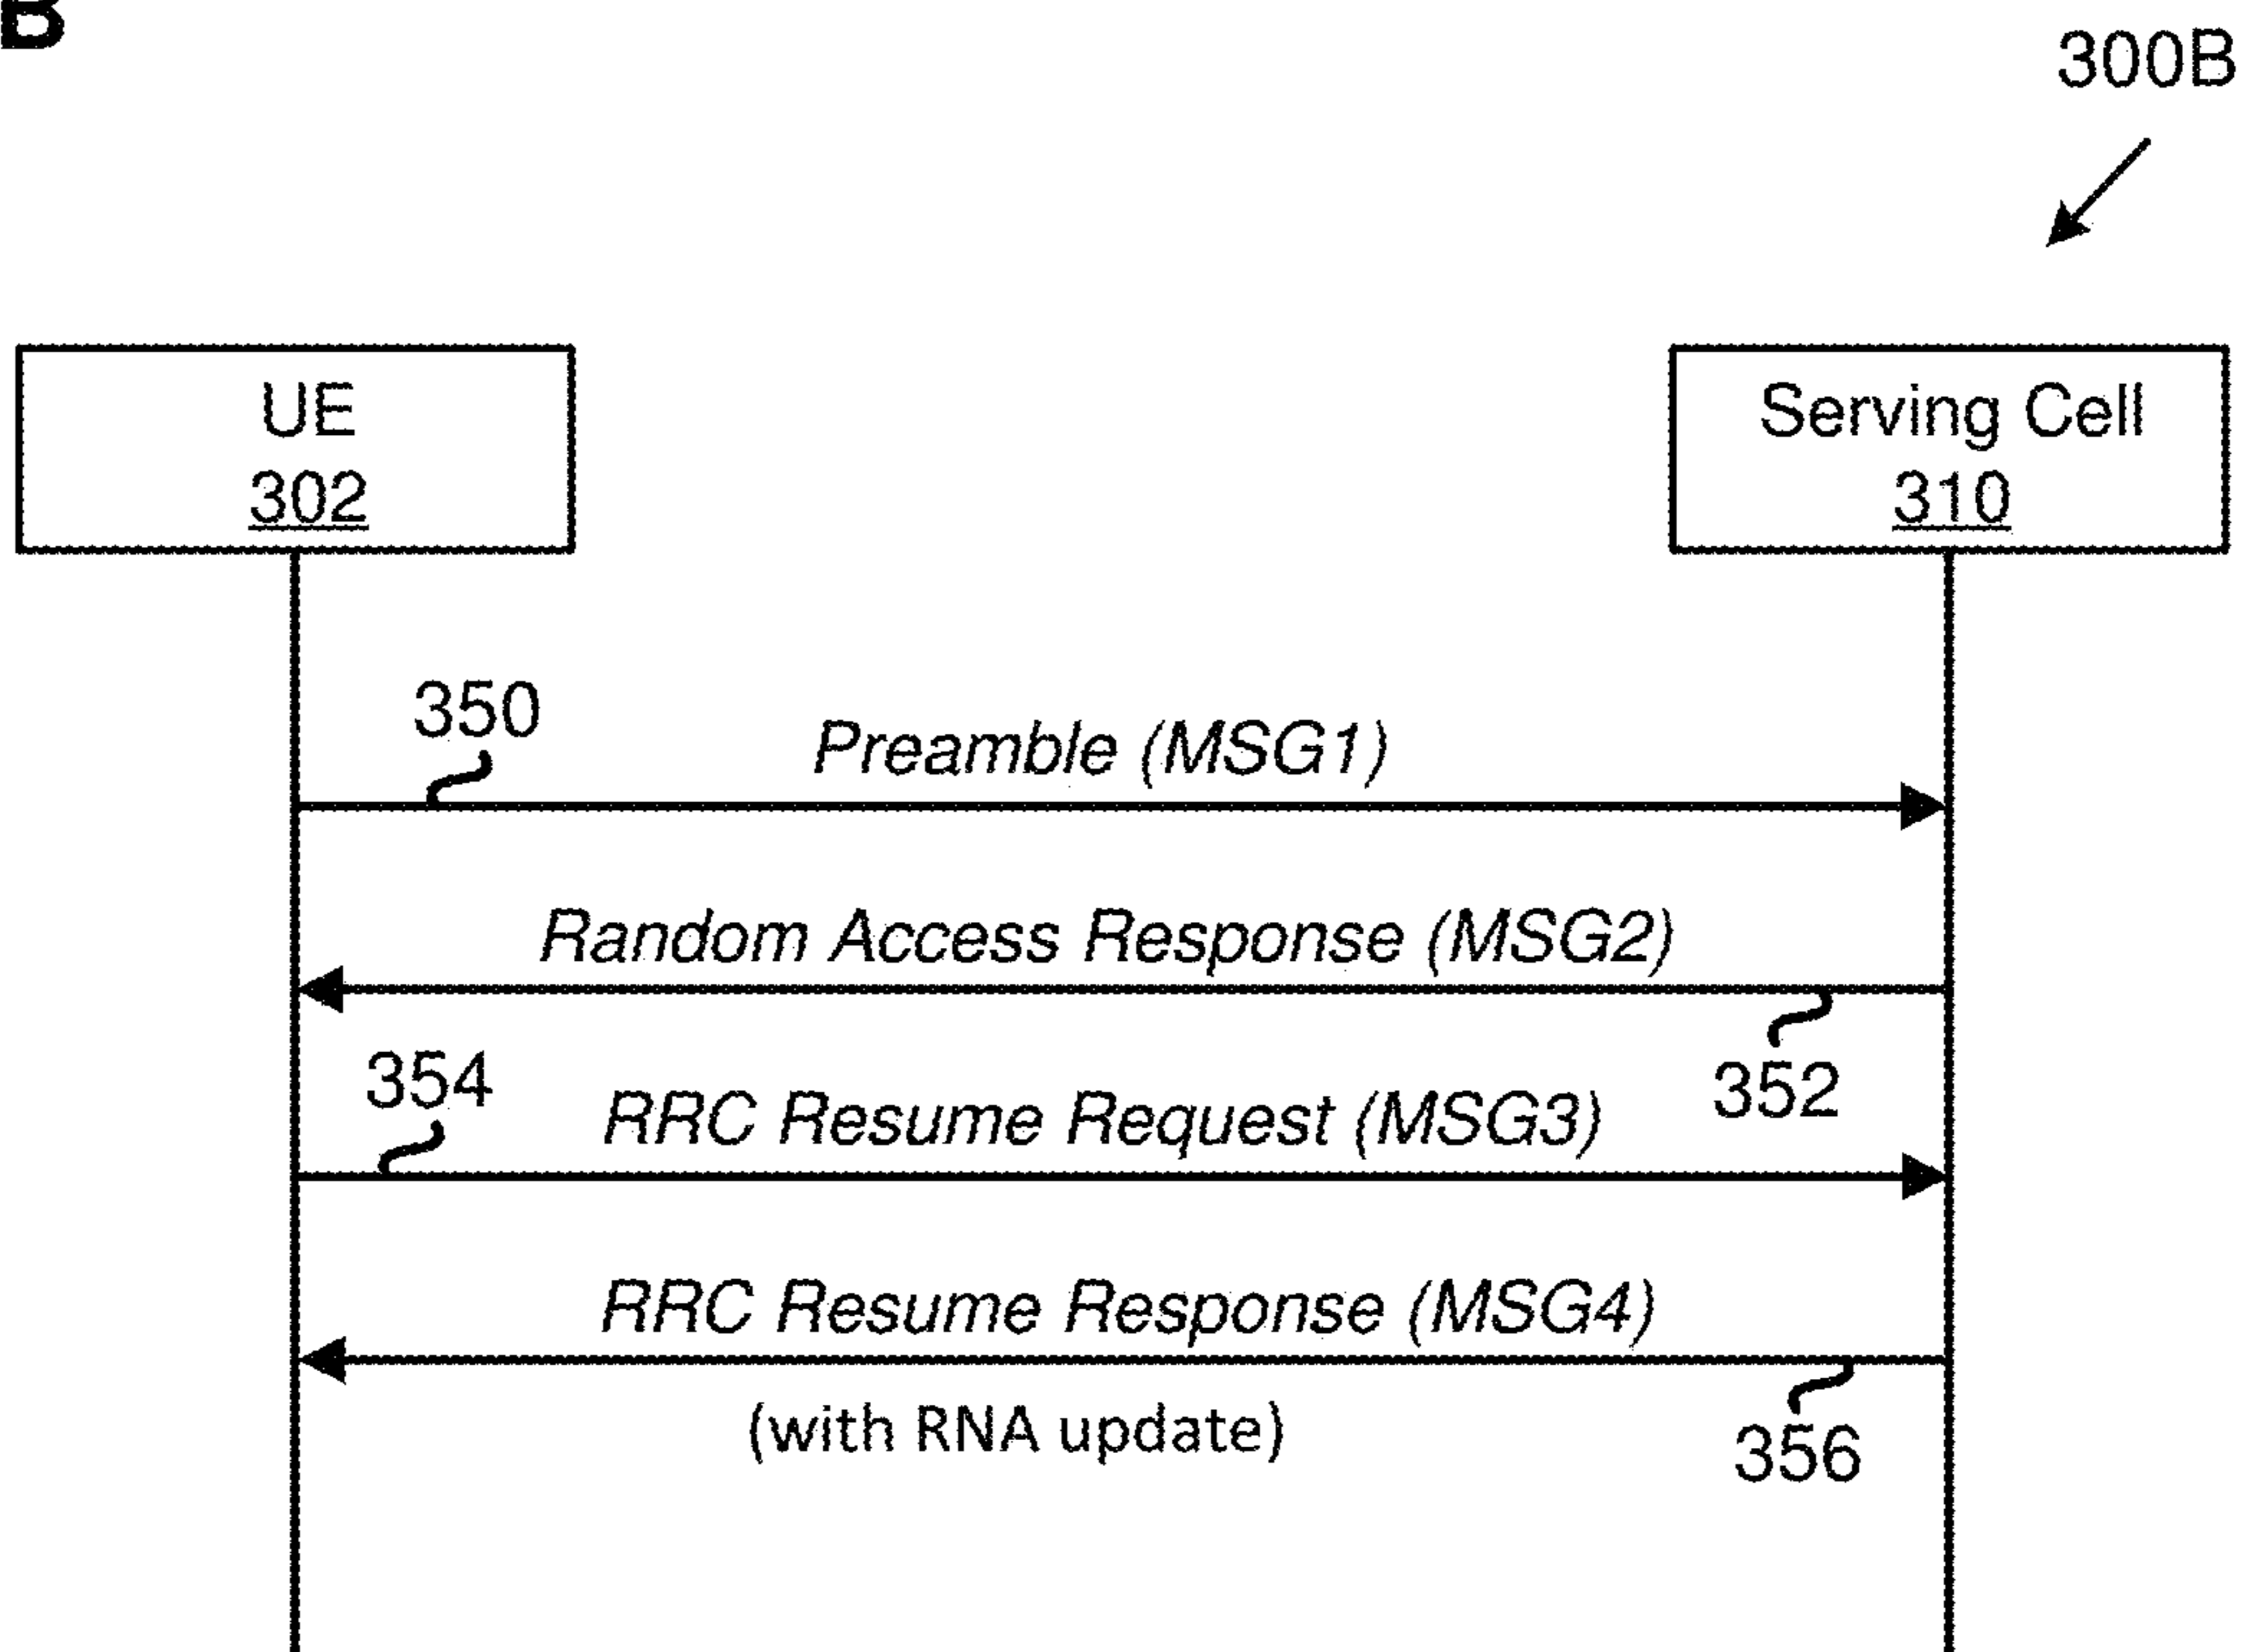 B
300B
UE
302
Serving Cell
310
350
Preamble (MSG1)
Random Access Response (MSG2)
352
354
RRC Resume Request (MSG3)
RRC Resume Response (MSG4)
(with RNA update)
356